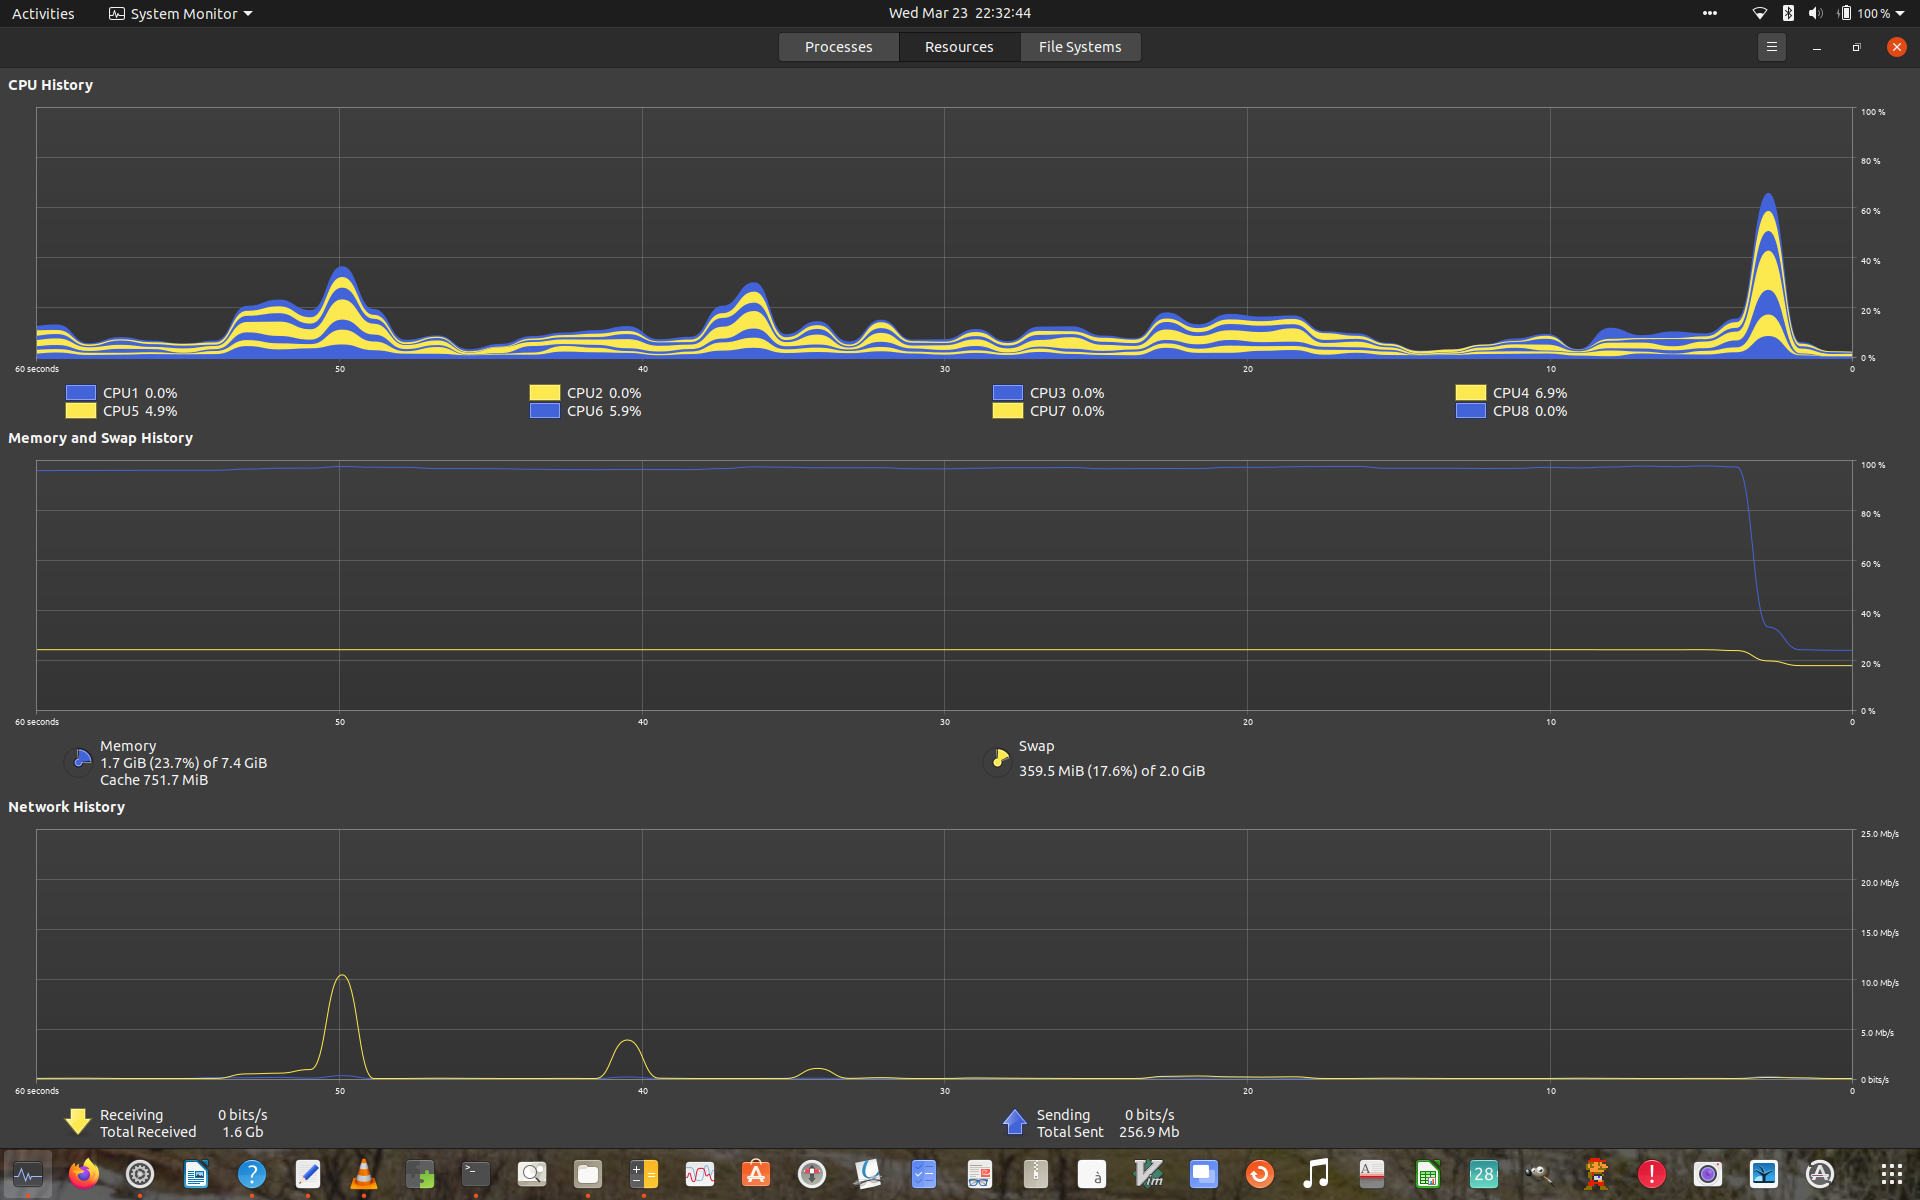 Activities
System Monitor
Wed Mar 23 22:32:44
100 %
Processes
Resources
File Systems
CPU History
100 %
80 %
60 %
40 %
20 %
0 %
60 seconds 50 40 30 20 10 0
CPU1 0.0% CPU2 0.0% CPU3 0.0% CPU4 6.9%
CPU5 4.9% CPU6 5.9% CPU7 0.0% CPU8 0.0%
Memory and Swap History
100 %
80 %
60 %
40 %
20 %
0 %
60 seconds 50 40 30 20 10 0
Memory
1.7 GiB (23.7%) of 7.4 GiB
Cache 751.7 MiB
Swap
359.5 MiB (17.6%) of 2.0 GiB
Network History
25.0 Mb/s
20.0 Mb/s
15.0 Mb/s
10.0 Mb/s
5.0 Mb/s
0 bits/s
60 seconds 50 40 30 20 10 0
Receiving 0 bits/s
Total Received 1.6 Gb
Sending 0 bits/s
Total Sent 256.9 Mb
? >_ à Vim A 28 !